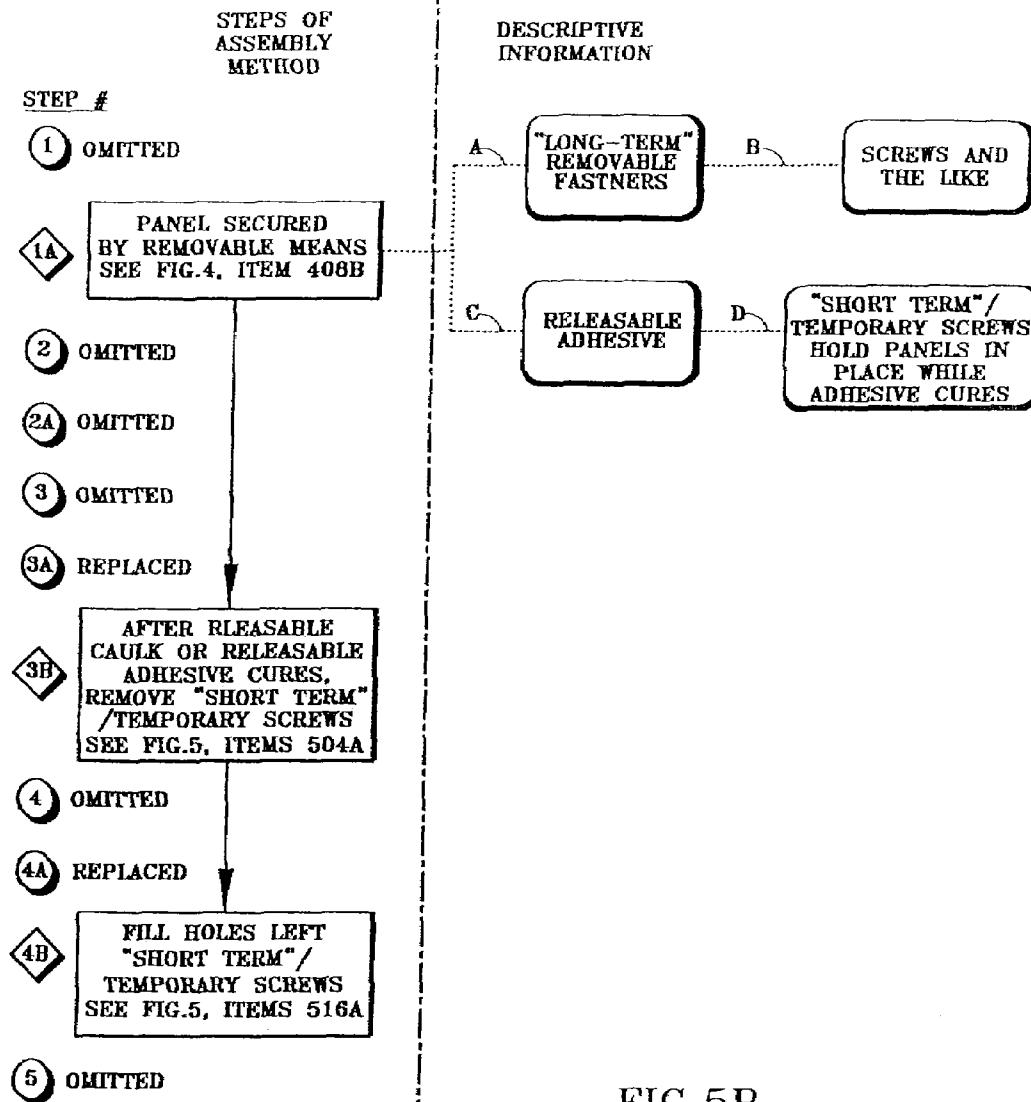 STEPS OF
ASSEMBLY
METHOD
DESCRIPTIVE
INFORMATION
STEP #
1 OMITTED
1A
PANEL SECURED
BY REMOVABLE MEANS
SEE FIG.4, ITEM 408B
A
"LONG-TERM"
REMOVABLE
FASTNERS
B
SCREWS AND
THE LIKE
C
RELEASABLE
ADHESIVE
D
"SHORT TERM"/
TEMPORARY SCREWS
HOLD PANELS IN
PLACE WHILE
ADHESIVE CURES
2 OMITTED
2A OMITTED
3 OMITTED
3A REPLACED
3B
AFTER RLEASABLE
CAULK OR RELEASABLE
ADHESIVE CURES,
REMOVE "SHORT TERM"
/TEMPORARY SCREWS
SEE FIG.5, ITEMS 504A
4 OMITTED
4A REPLACED
4B
FILL HOLES LEFT
"SHORT TERM"/
TEMPORARY SCREWS
SEE FIG.5, ITEMS 516A
5 OMITTED